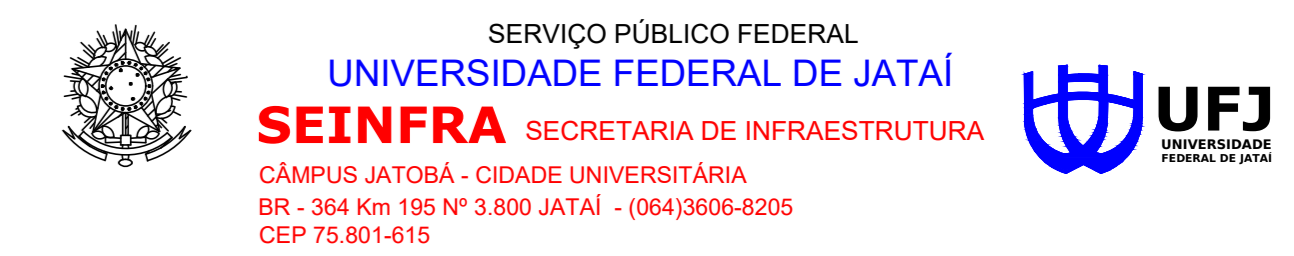 SERVIÇO PÚBLICO FEDERAL
UNIVERSIDADE FEDERAL DE JATAÍ
SEINFRA SECRETARIA DE INFRAESTRUTURA
CÂMPUS JATOBÁ - CIDADE UNIVERSITÁRIA
BR - 364 Km 195 Nº 3.800 JATAÍ - (064)3606-8205
CEP 75.801-615
UFJ
UNIVERSIDADE
FEDERAL DE JATAÍ